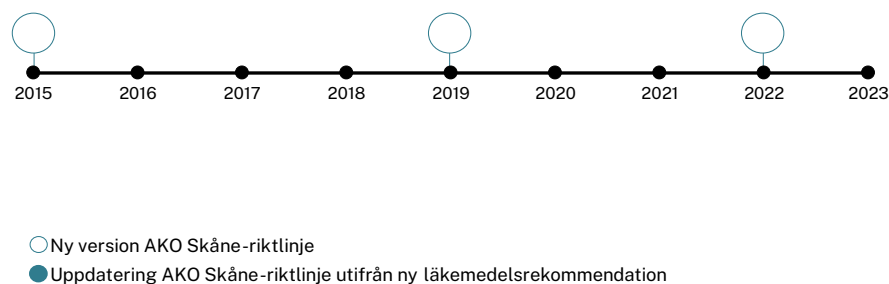 2015 2016 2017 2018 2019 2020 2021 2022 2023
Ny version AKO Skåne-riktlinje
Uppdatering AKO Skåne-riktlinje utifrån ny läkemedelsrekommendation